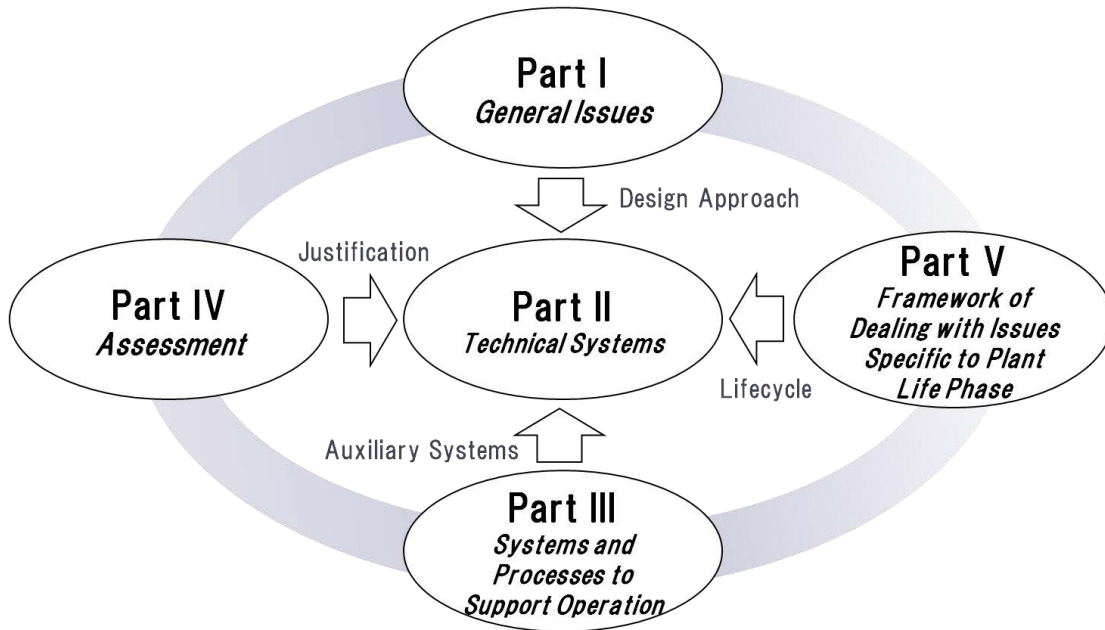 Part I
General Issues
Design Approach
Justification
Part IV
Assessment
Part II
Technical Systems
Part V
Framework of
Dealing with Issues
Specific to Plant
Life Phase
Lifecycle
Auxiliary Systems
Part III
Systems and
Processes to
Support Operation